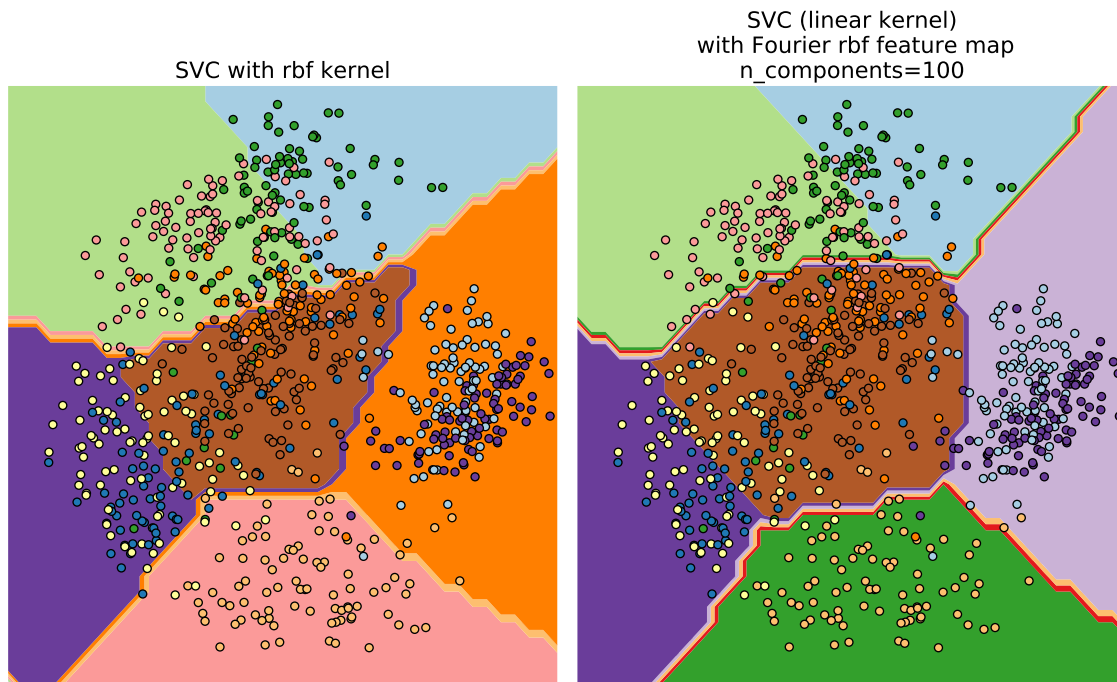 SVC with rbf kernel
SVC (linear kernel)
with Fourier rbf feature map
n_components=100